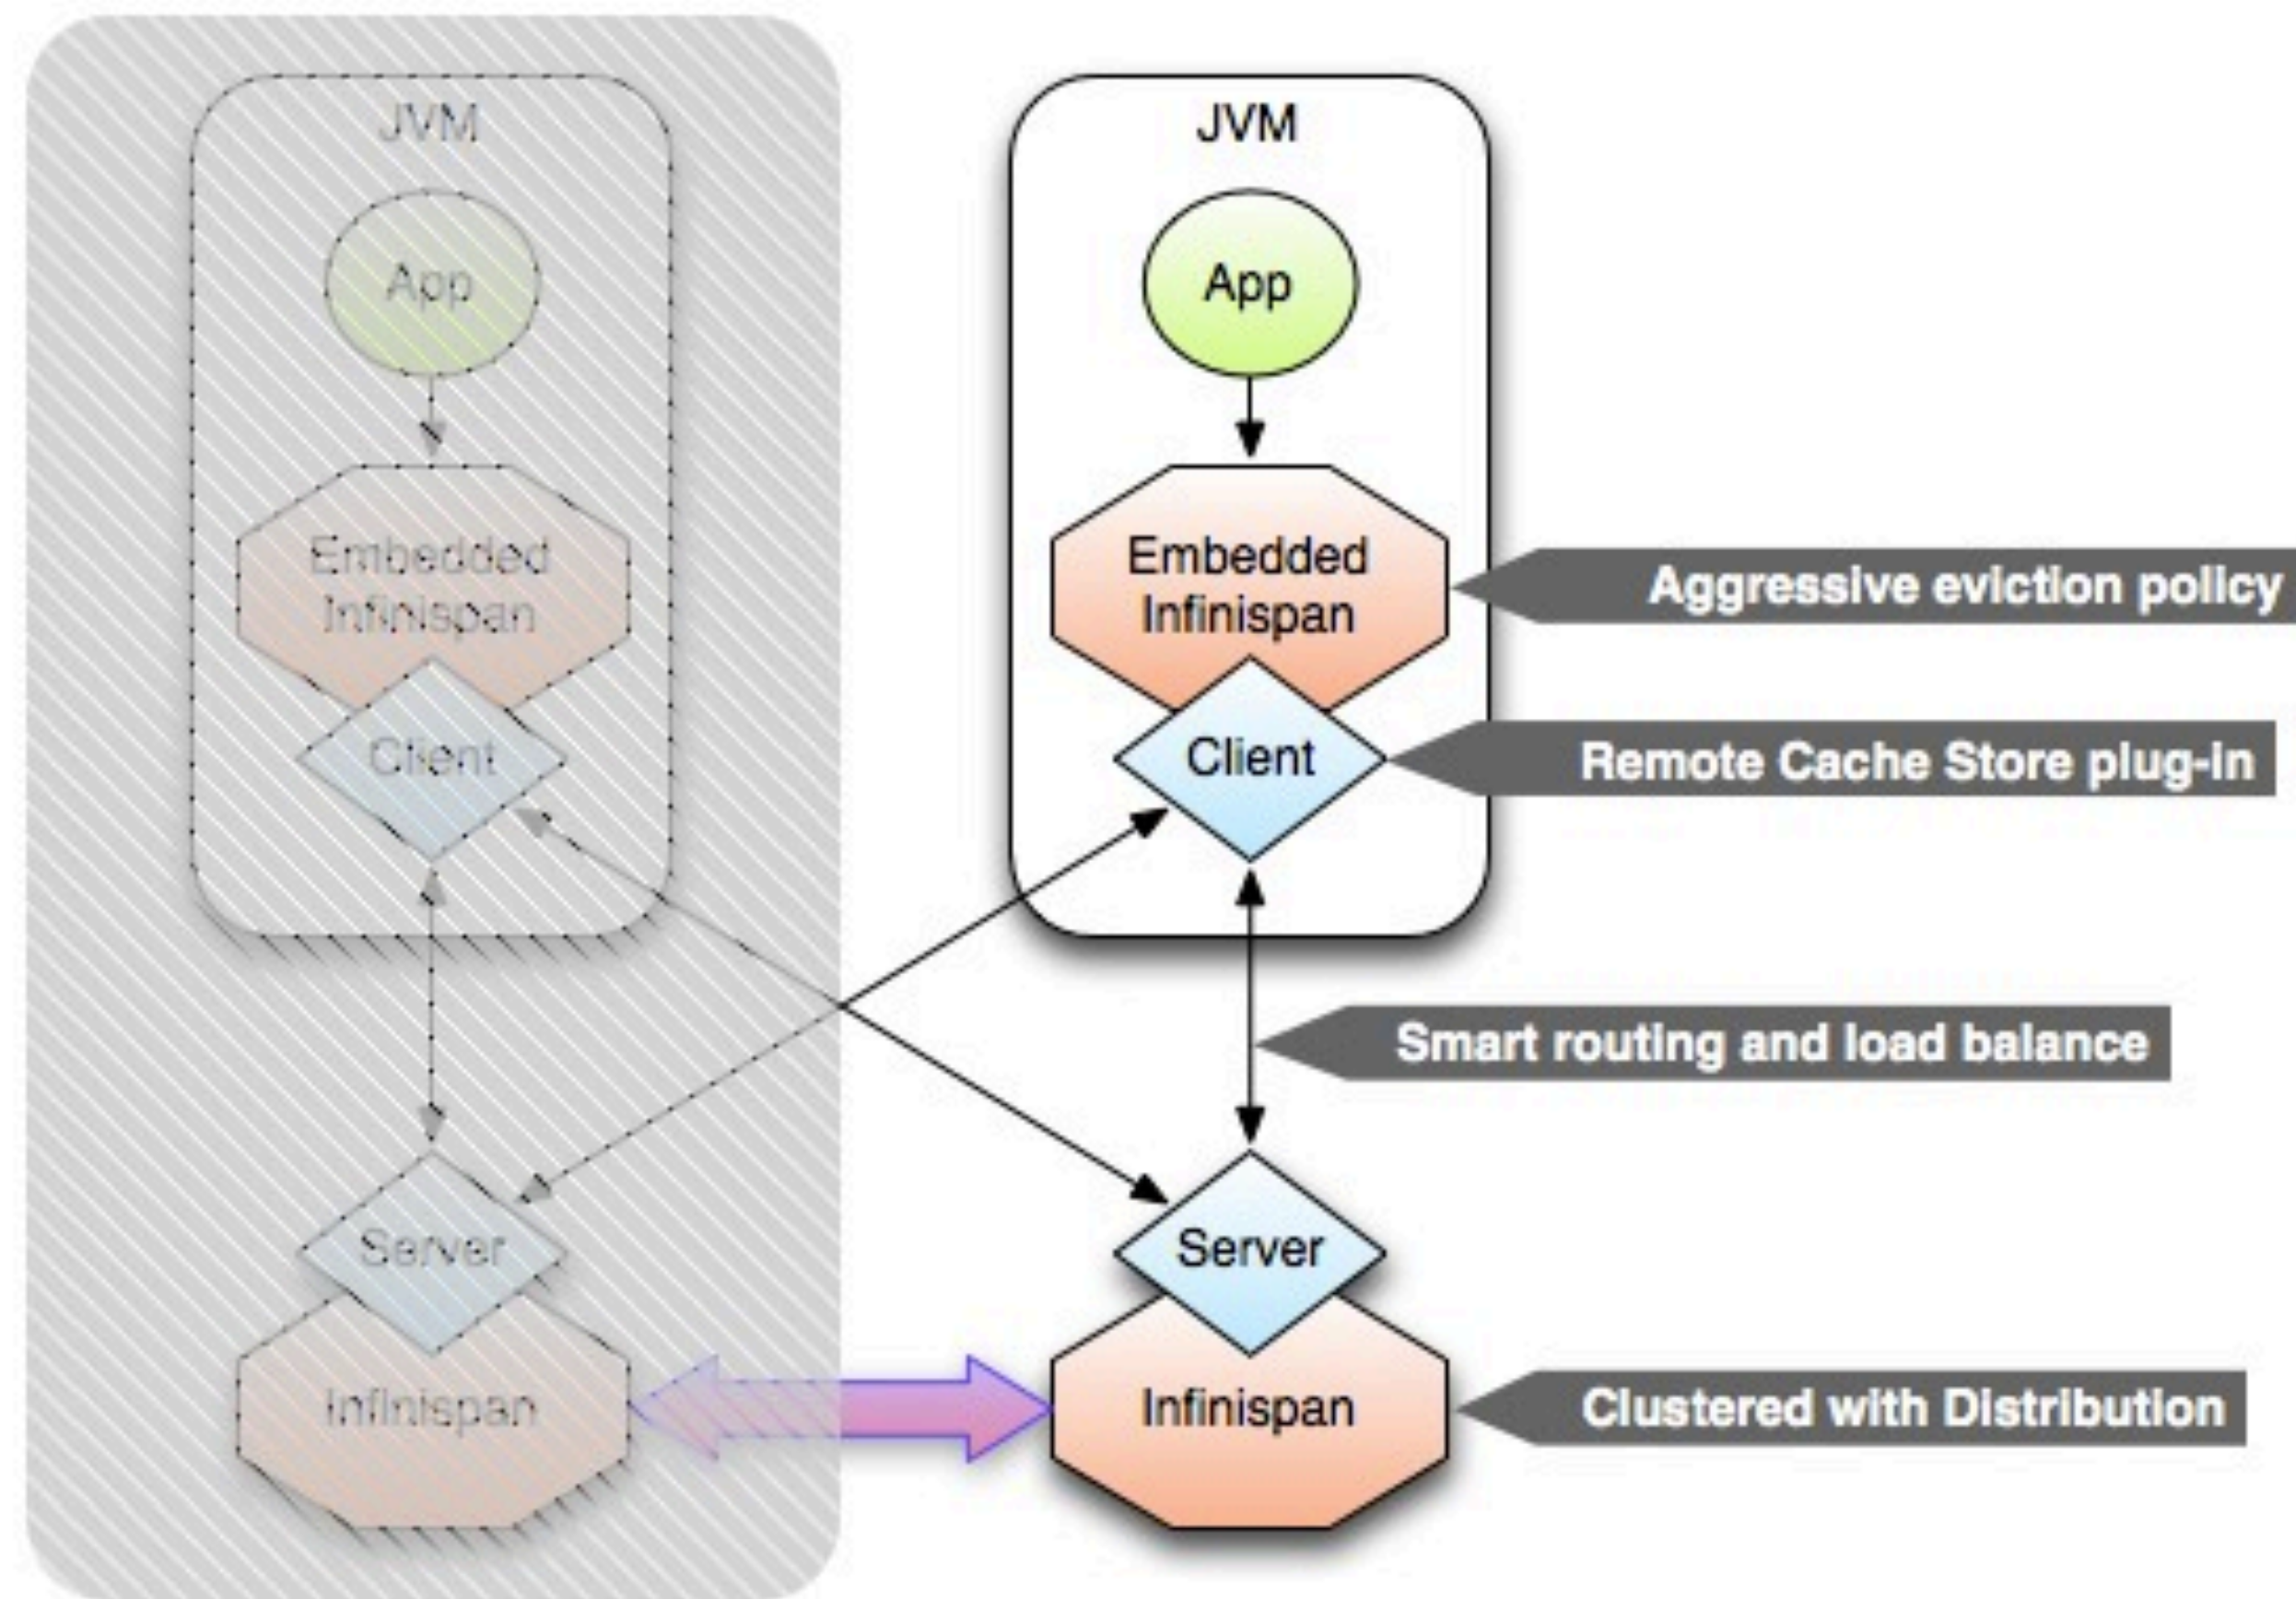 JVM
App
Embedded
Infinispan
Client
Server
Infinispan
JVM
App
Embedded
Infinispan
Client
Server
Infinispan
Aggressive eviction policy
Remote Cache Store plug-in
Smart routing and load balance
Clustered with Distribution